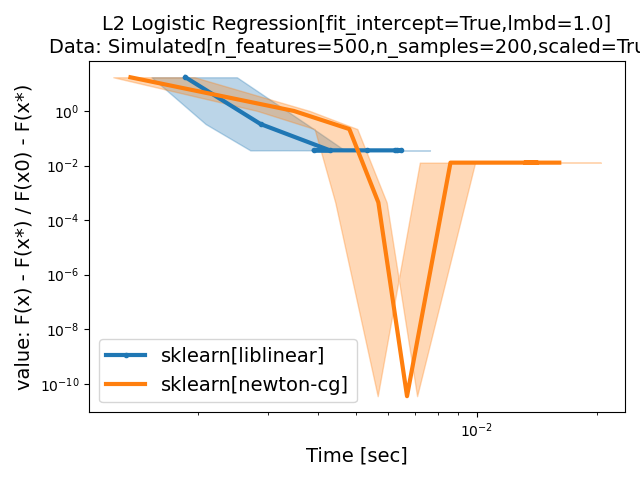 L2 Logistic Regression[fit_intercept=True,lmbd=1.0]
Data: Simulated[n_features=500,n_samples=200,scaled=Tru
value: F(x) - F(x*) / F(x0) - F(x*)
10^0
10^-2
10^-4
10^-6
10^-8
10^-10
sklearn[liblinear]
sklearn[newton-cg]
10^-2
Time [sec]